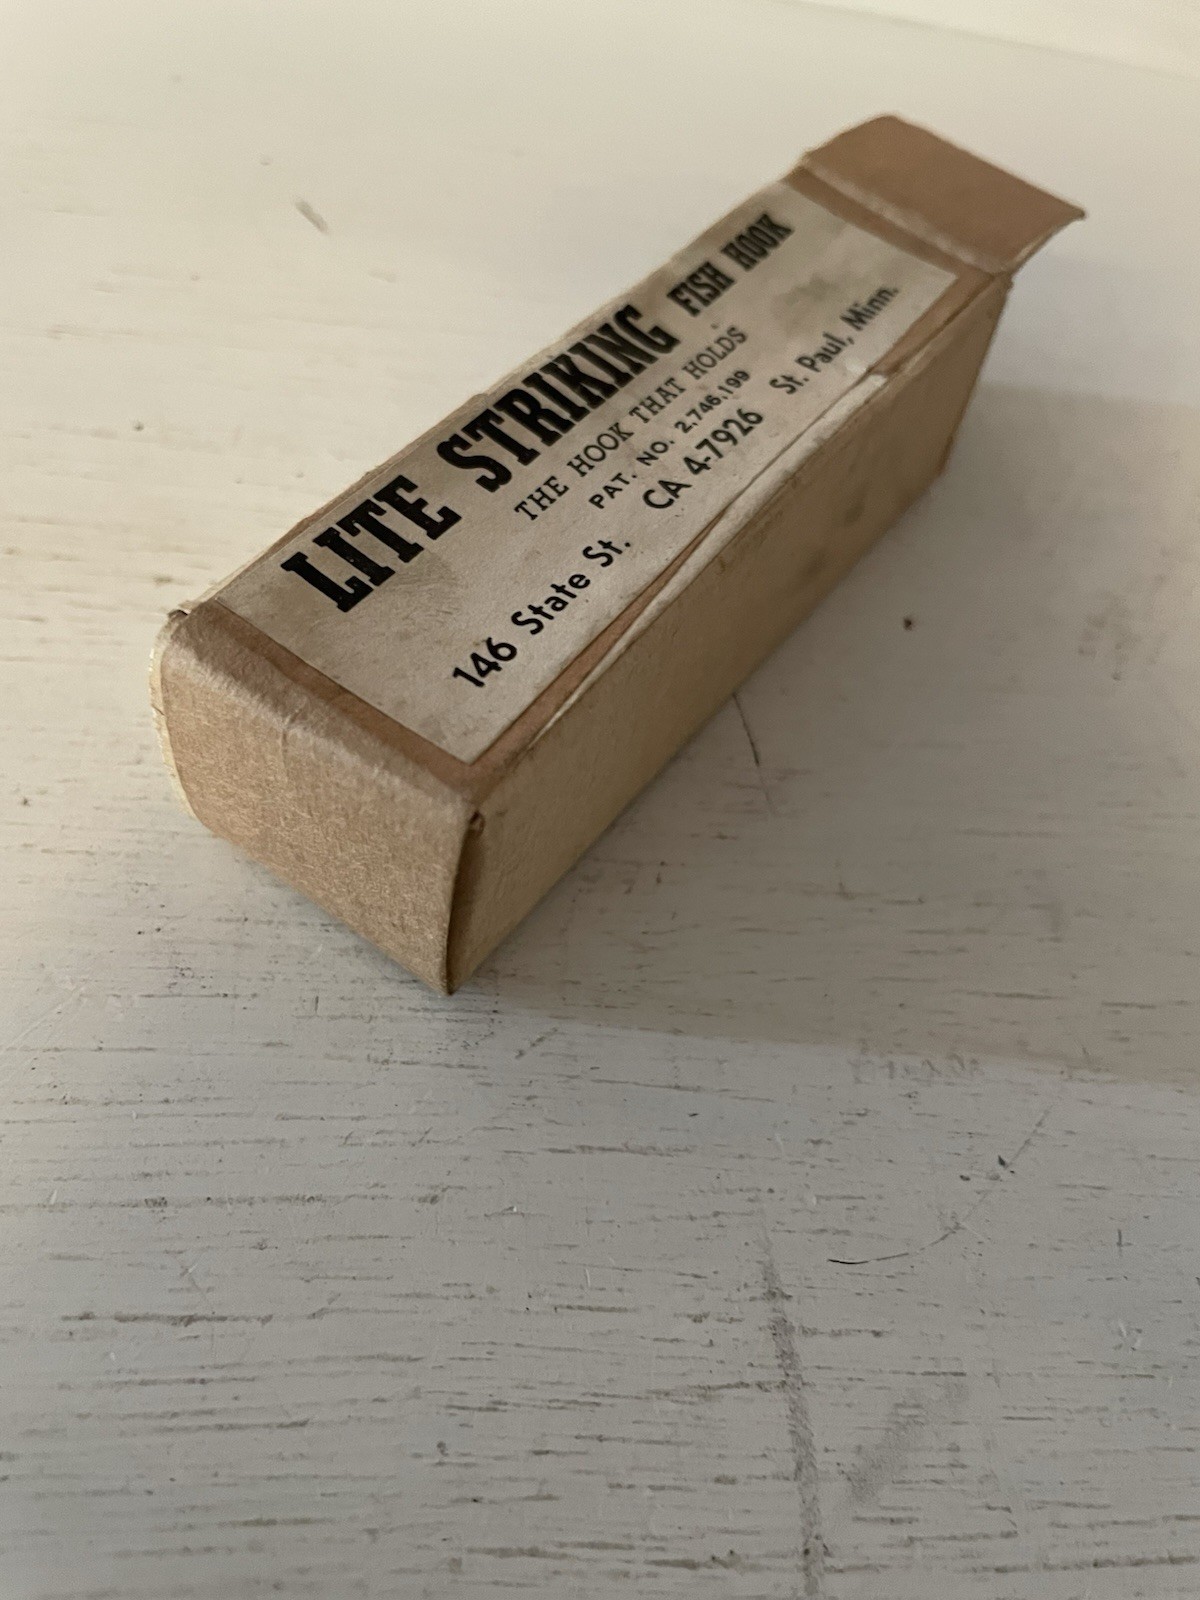 LITE STRIKING FISH HOOK
THE HOOK THAT HOLDS
PAT. NO. 2,746,199
146 State St. CA 4-7926 St. Paul, Minn.